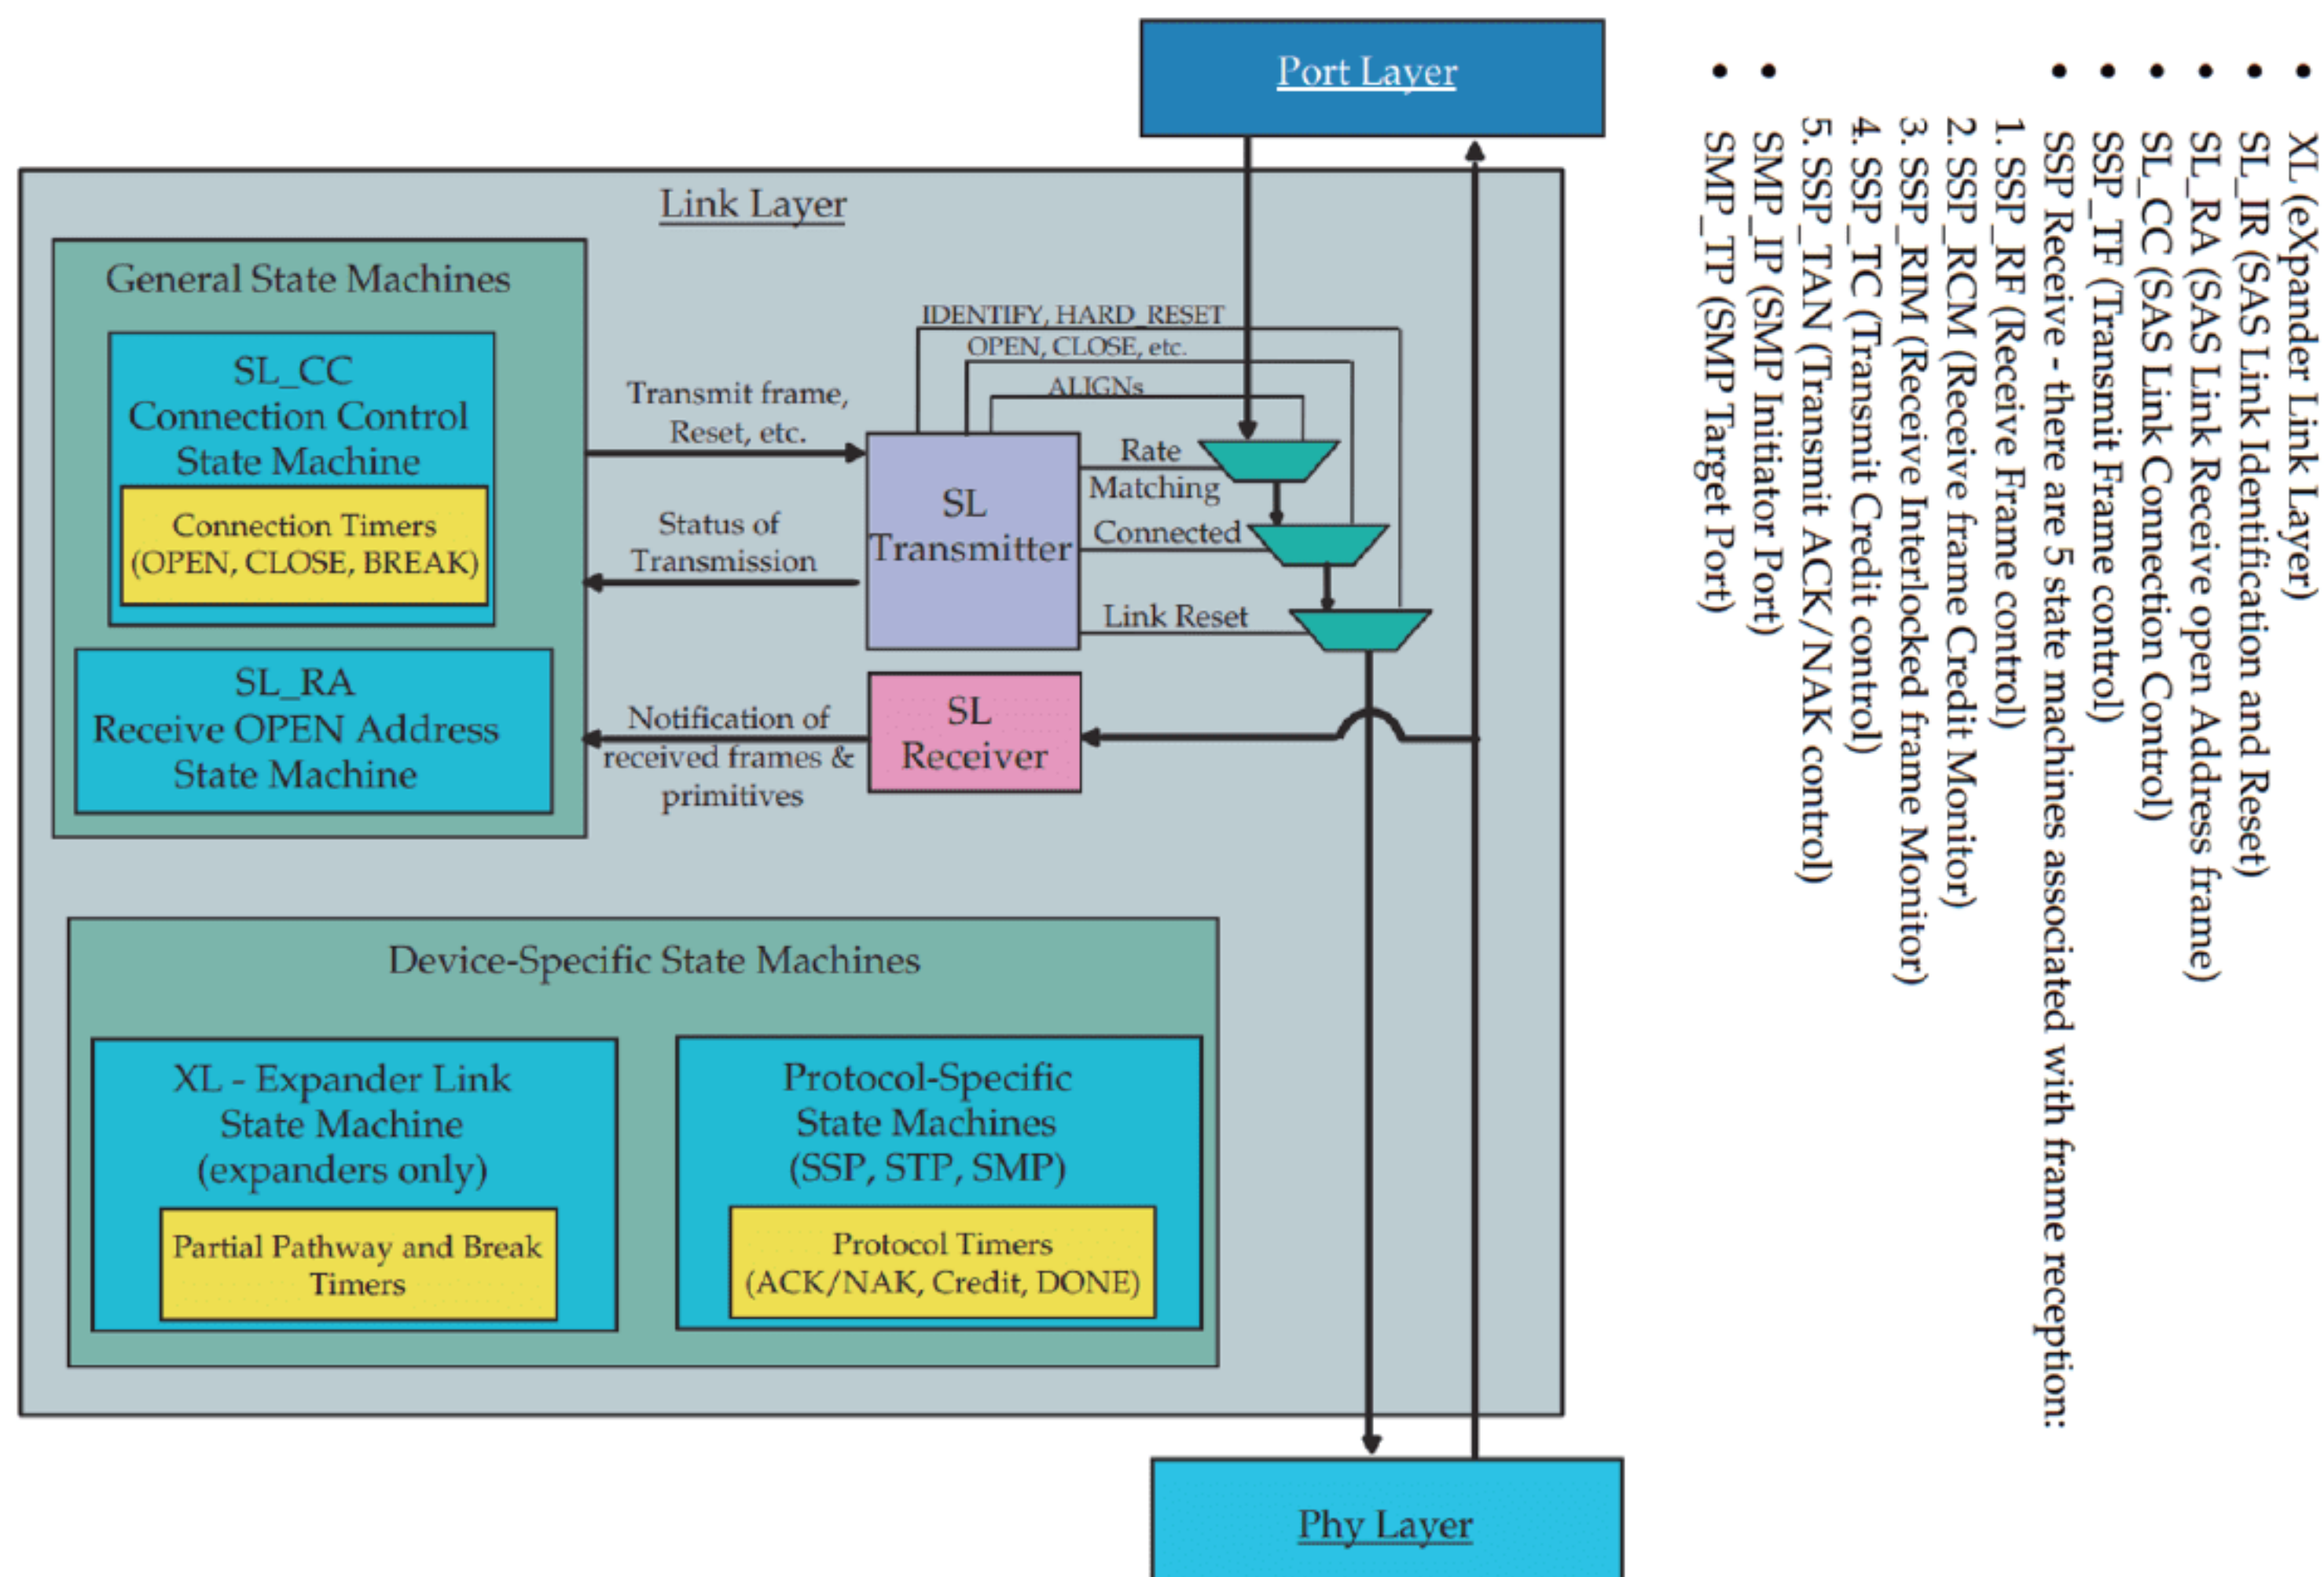 Port Layer
Link Layer
General State Machines
SL_CC
Connection Control
State Machine
Connection Timers
(OPEN, CLOSE, BREAK)
SL_RA
Receive OPEN Address
State Machine
Transmit frame,
Reset, etc.
Status of
Transmission
Notification of
received frames &
primitives
IDENTIFY, HARD_RESET
OPEN, CLOSE, etc.
ALIGNs
SL
Transmitter
Rate
Matching
Connected
Link Reset
SL
Receiver
Device-Specific State Machines
XL - Expander Link
State Machine
(expanders only)
Partial Pathway and Break
Timers
Protocol-Specific
State Machines
(SSP, STP, SMP)
Protocol Timers
(ACK/NAK, Credit, DONE)
Phy Layer
• XL (eXpander Link Layer)
• SL_IR (SAS Link Identification and Reset)
• SL_RA (SAS Link Receive open Address frame)
• SL_CC (SAS Link Connection Control)
• SSP_TF (Transmit Frame control)
• SSP Receive - there are 5 state machines associated with frame reception:
1. SSP_RF (Receive Frame control)
2. SSP_RCM (Receive frame Credit Monitor)
3. SSP_RIM (Receive Interlocked frame Monitor)
4. SSP_TC (Transmit Credit control)
5. SSP_TAN (Transmit ACK/NAK control)
• SMP_IP (SMP Initiator Port)
• SMP_TP (SMP Target Port)